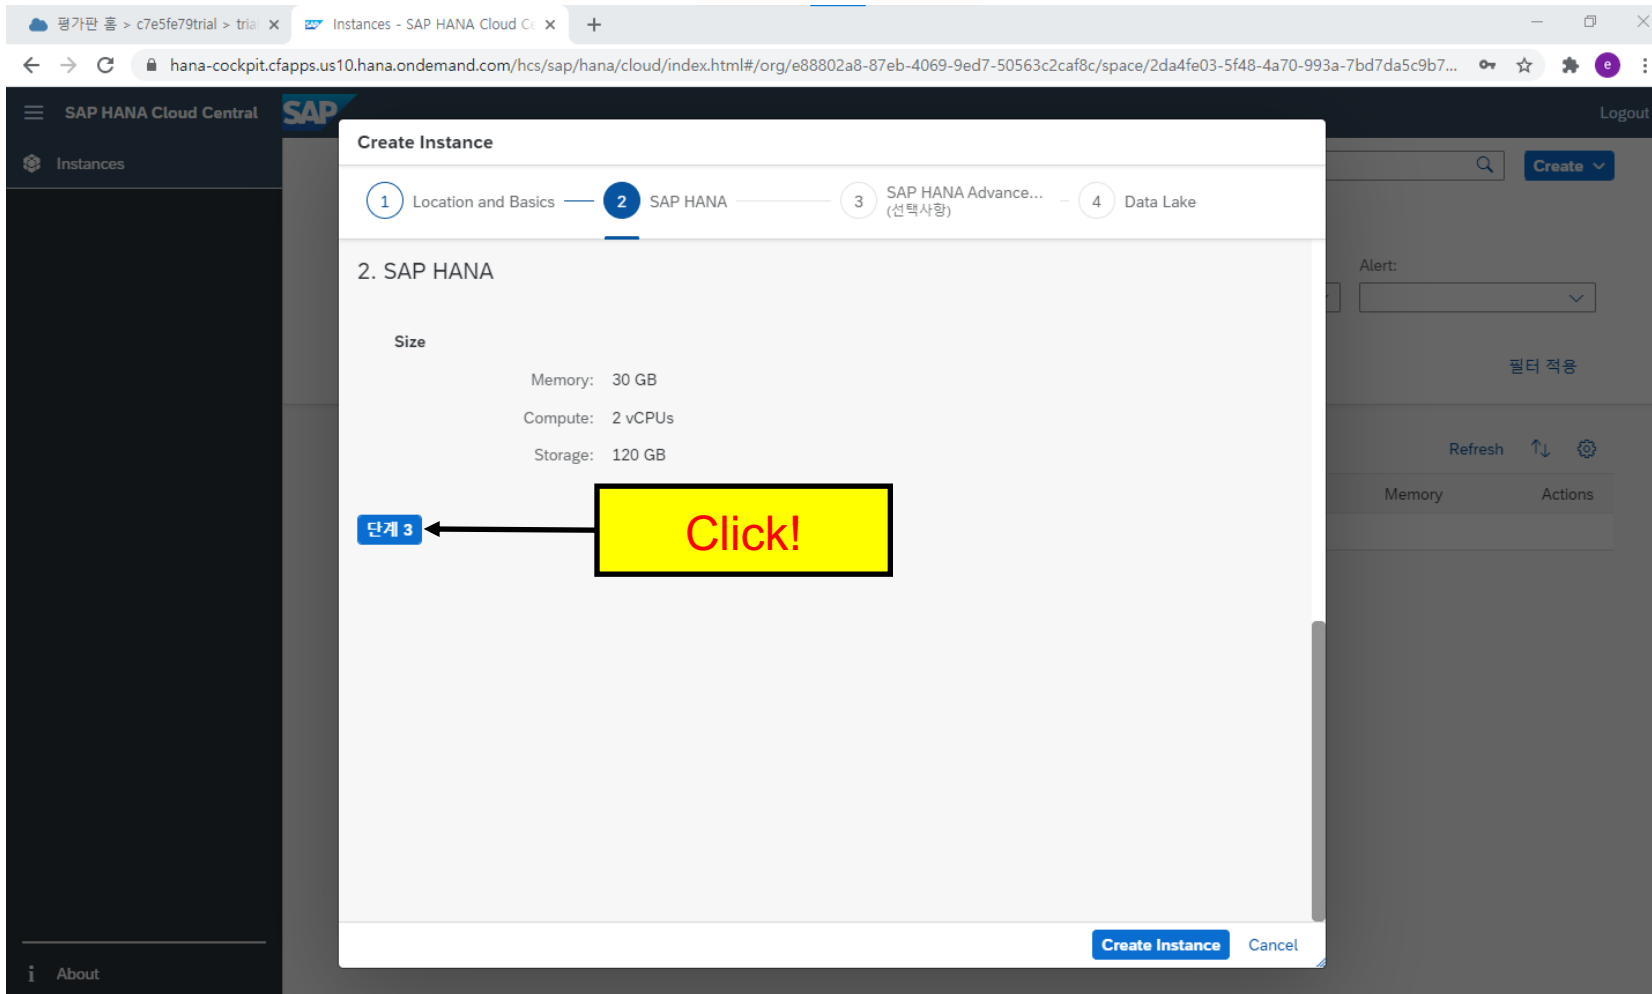 평가판 홈 > c7e5fe79trial > tria
Instances - SAP HANA Cloud Ce
hana-cockpit.cfapps.us10.hana.ondemand.com/hcs/sap/hana/cloud/index.html#/org/e88802a8-87eb-4069-9ed7-50563c2caf8c/space/2da4fe03-5f48-4a70-993a-7bd7da5c9b7...
e
SAP HANA Cloud Central
SAP
Logout
Instances
Create
Create Instance
1 Location and Basics
2 SAP HANA
3 SAP HANA Advance...
(선택사항)
4 Data Lake
2. SAP HANA
Alert:
Size
필터 적용
Memory: 30 GB
Compute: 2 vCPUs
Storage: 120 GB
Refresh
Memory Actions
단계 3
Click!
Create Instance Cancel
i About